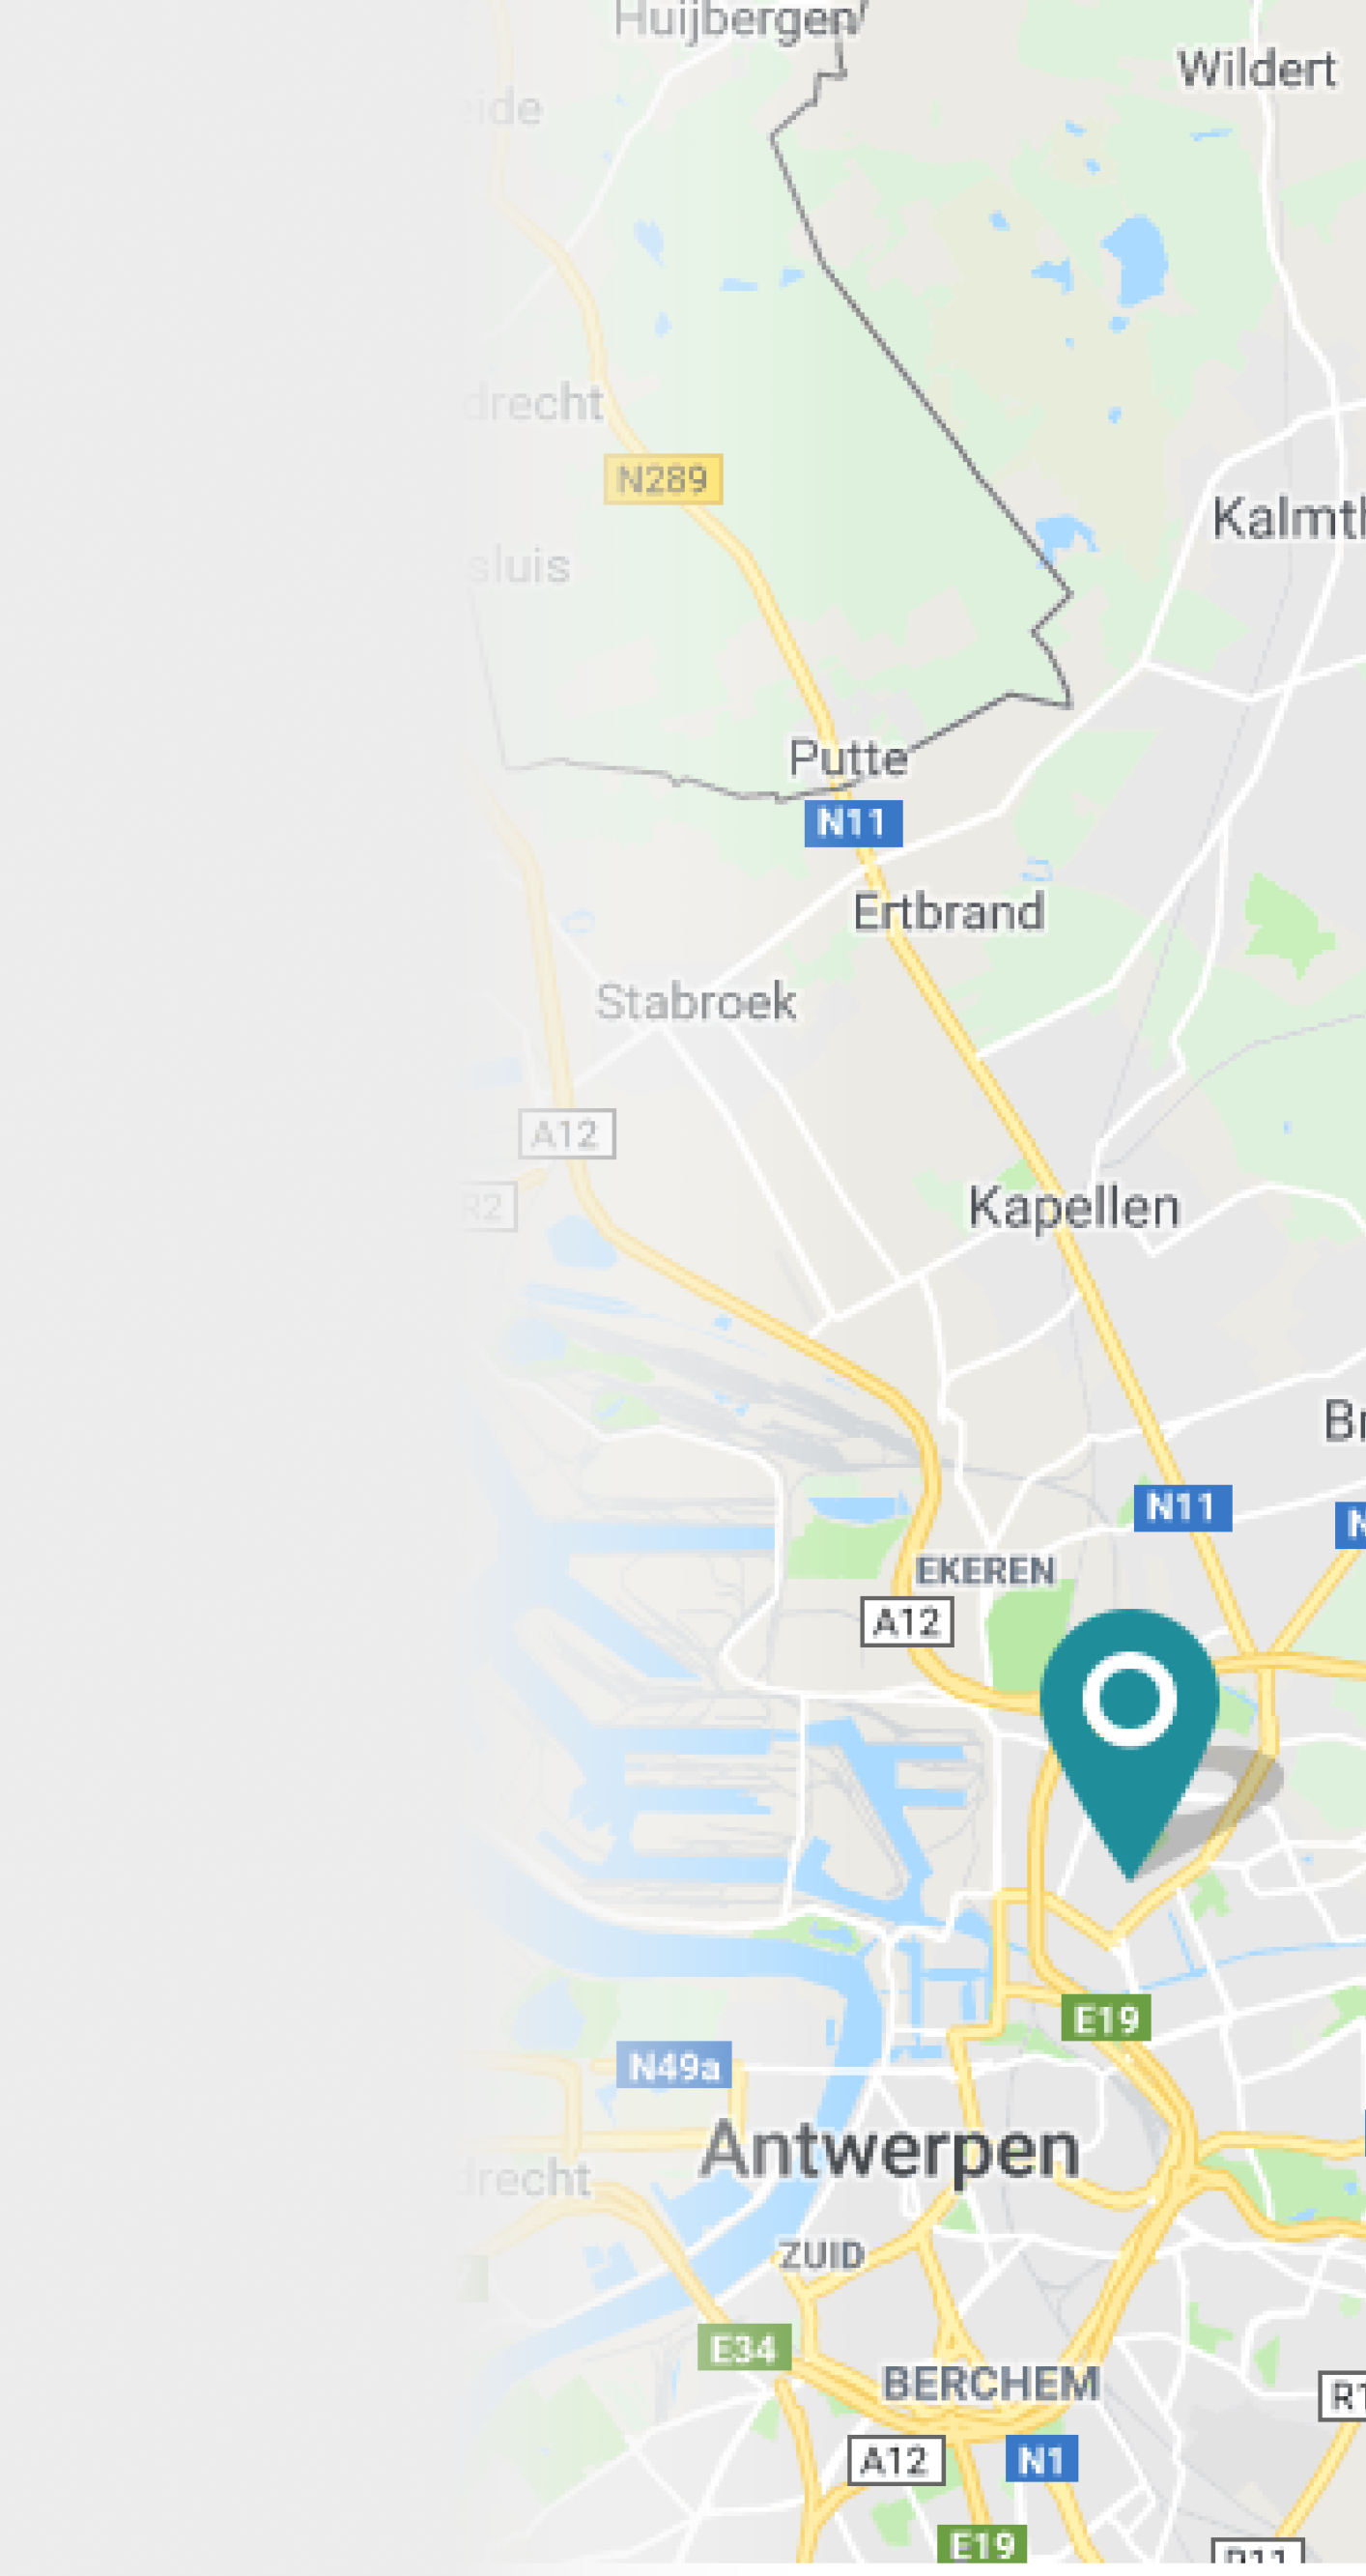 Huijbergen
Wildert
eide
drecht
N289
Kalmth
sluis
Putte
N11
Ertbrand
Stabroek
A12
R2
Kapellen
Br
N11
N
EKEREN
A12
E19
N49a
Antwerpen
drecht
ZUID
E34
BERCHEM
R1
A12
N1
E19
R11